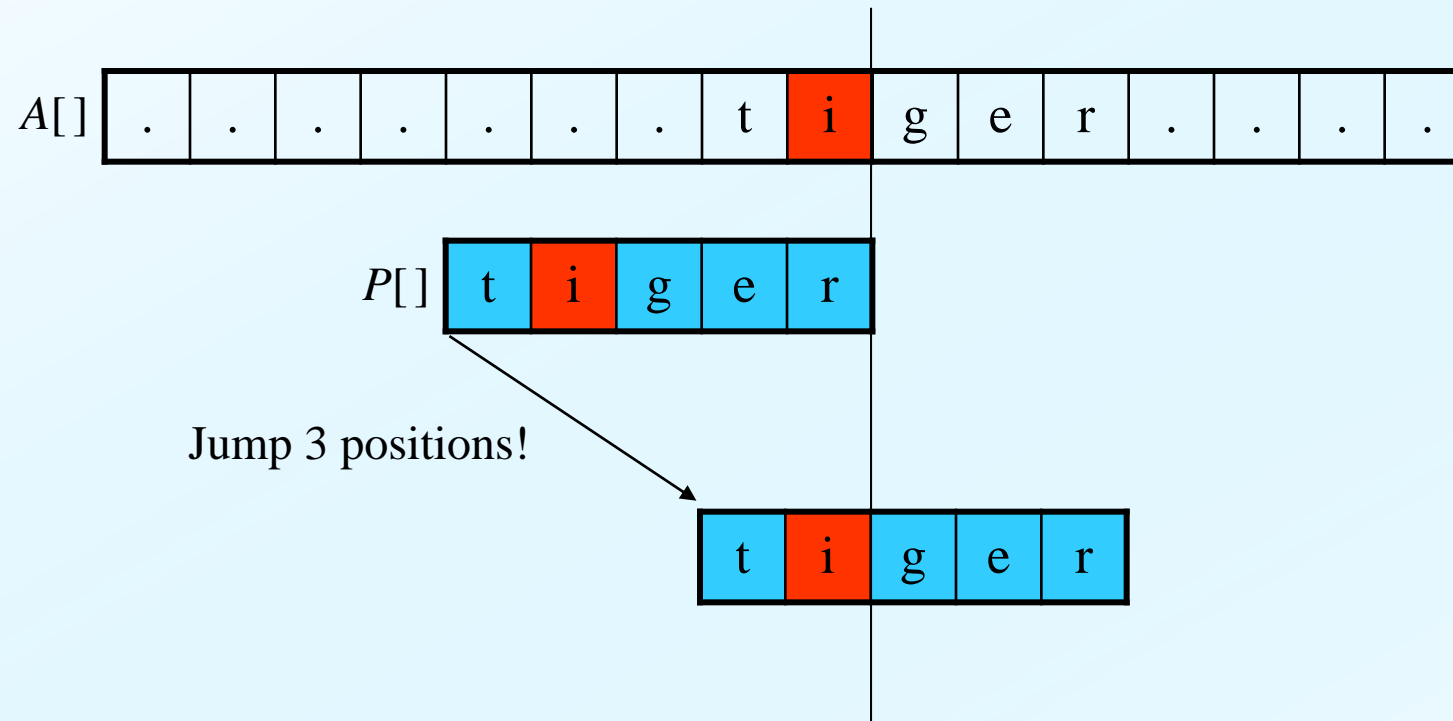 A[] . . . . . . . t i g e r . . . .
P[] t i g e r
Jump 3 positions!
t i g e r